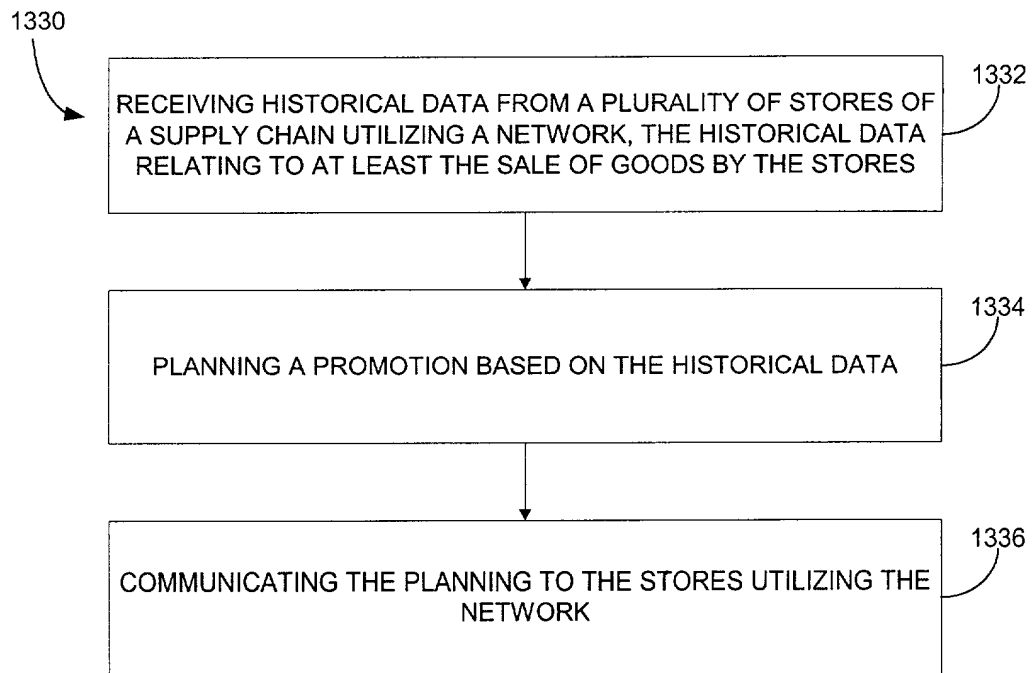 1330
1332
RECEIVING HISTORICAL DATA FROM A PLURALITY OF STORES OF
A SUPPLY CHAIN UTILIZING A NETWORK, THE HISTORICAL DATA
RELATING TO AT LEAST THE SALE OF GOODS BY THE STORES
1334
PLANNING A PROMOTION BASED ON THE HISTORICAL DATA
1336
COMMUNICATING THE PLANNING TO THE STORES UTILIZING THE
NETWORK